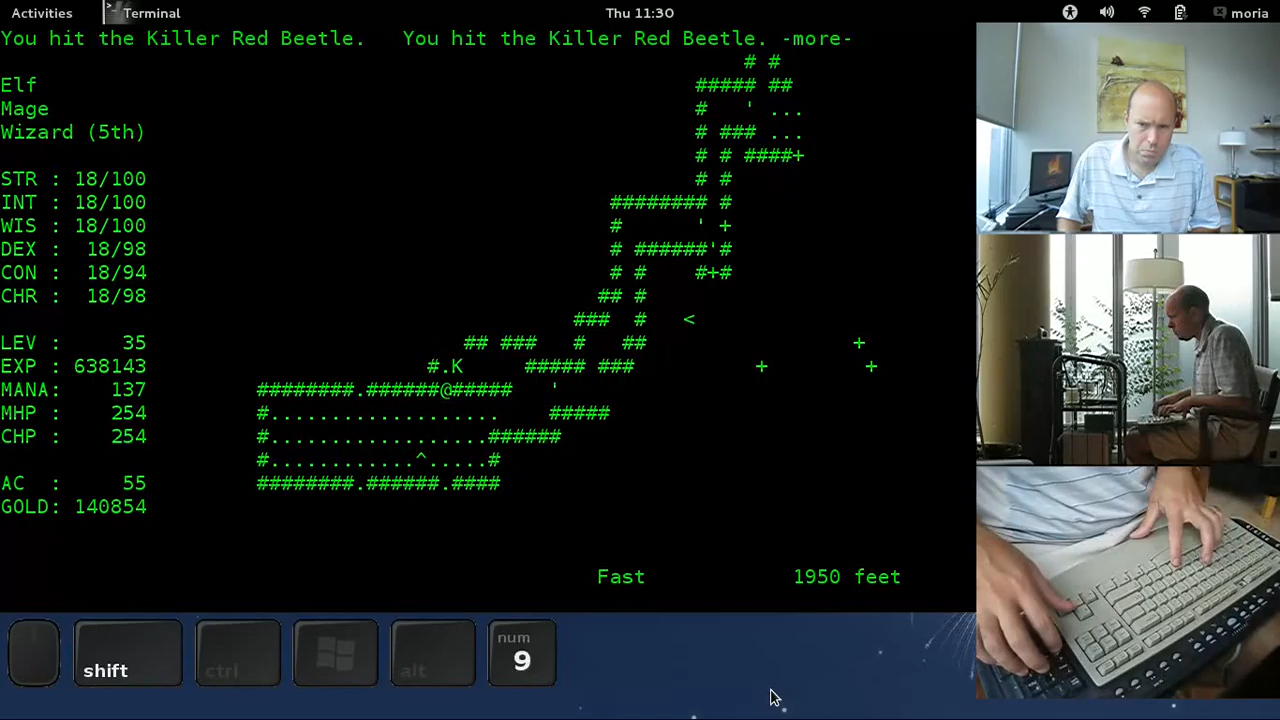 Activities Terminal Thu 11:30 moria
You hit the Killer Red Beetle. You hit the Killer Red Beetle. -more-
# #
Elf ##### ##
Mage # ' ...
Wizard (5th) # ### ...
# # ####+
STR : 18/100 # #
INT : 18/100 ######## #
WIS : 18/100 # ' +
DEX : 18/98 # ######'#
CON : 18/94 # # #+#
CHR : 18/98 ## #
### # <
LEV : 35 ## ### # ## +
EXP : 638143 #.K ##### ### + +
MANA: 137 ########.######@##### '
MHP : 254 #................... #####
CHP : 254 #..................######
#............^.....#
AC : 55 ########.######.####
GOLD: 140854
Fast 1950 feet
num
shift ctrl alt 9